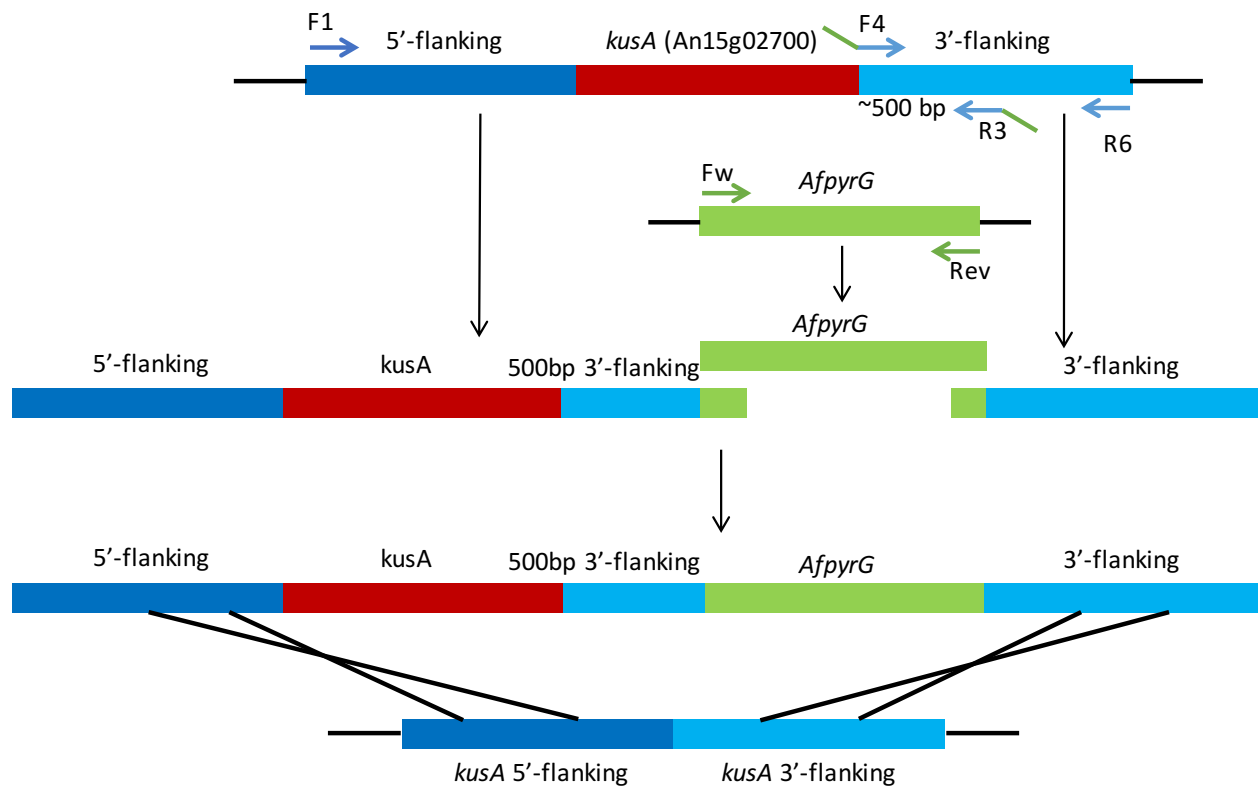 F1
5’-flanking
kusA (An15g02700)
F4
3’-flanking
~500 bp
R3
R6
Fw
AfpyrG
Rev
AfpyrG
5’-flanking
kusA
500bp 3’-flanking
3’-flanking
5’-flanking
kusA
500bp 3’-flanking
AfpyrG
3’-flanking
kusA 5’-flanking
kusA 3’-flanking